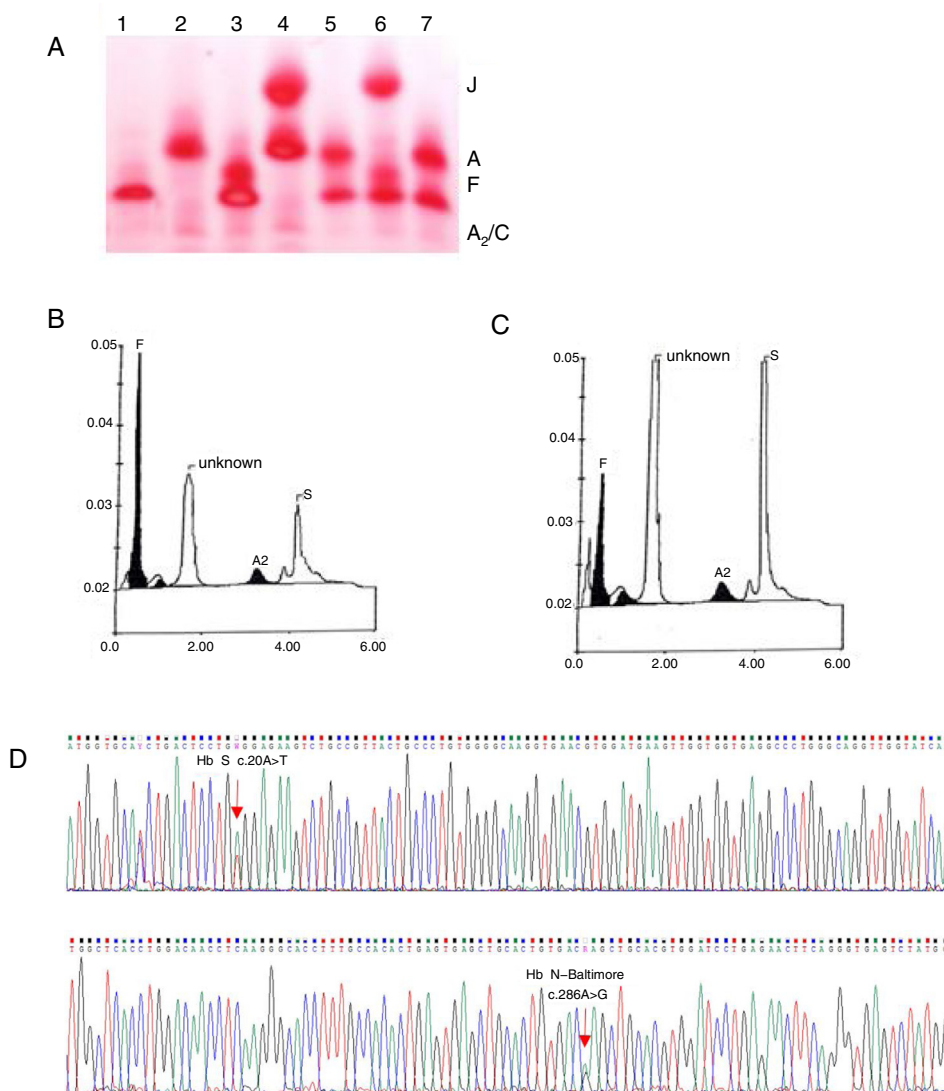 1 2 3 4 5 6 7
A
J
A
F
A2/C
B
0.05
0.04
0.03
0.02
F
unknown
A2
S
0.0 2.00 4.00 6.00
C
0.05
0.04
0.03
0.02
F
unknown
A2
S
0.0 2.00 4.00 6.00
D
ATGGTGCAYCTGACTCCTGWGGAGAAGTCTGCCGTTACTGCCCTGTGGGGCAAGGTGAACGTGGATGAAGTTGGTGGTGAGGCCCTGGGCAGGTTGGTATCA
Hb S c.20A>T
TGGCTCACCTGGACAACCTCAAGGGCACCTTTGCCACACTGAGTGAGCTGCACTGTGACRAGCTGCACGTGGATCCTGAGAACTTCAGGGTGAGTCTATG
Hb N–Baltimore
c.286A>G